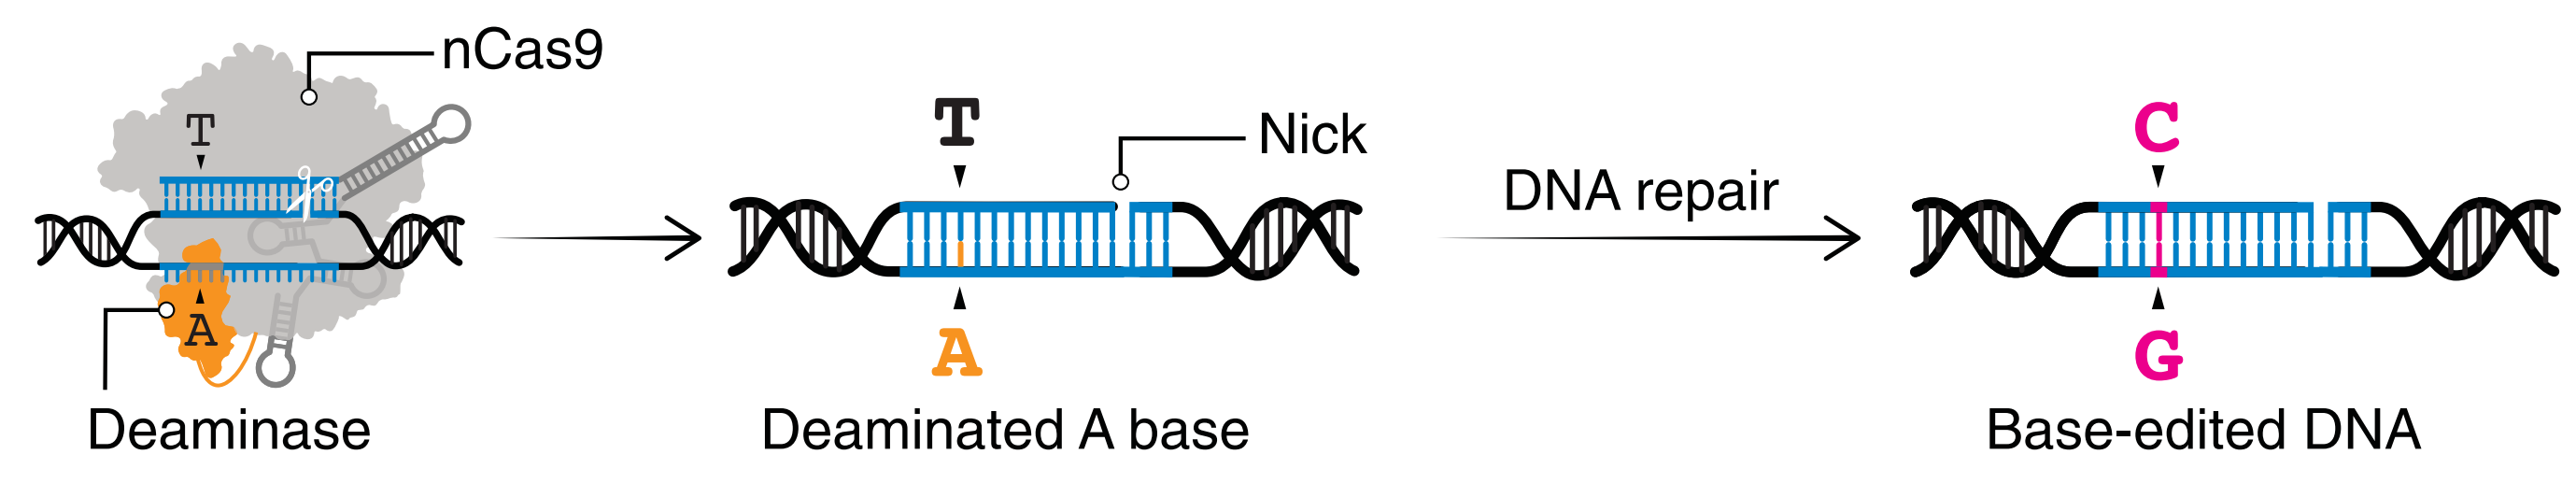 nCas9
T
A
Deaminase
T
Nick
A
Deaminated A base
DNA repair
C
G
Base-edited DNA